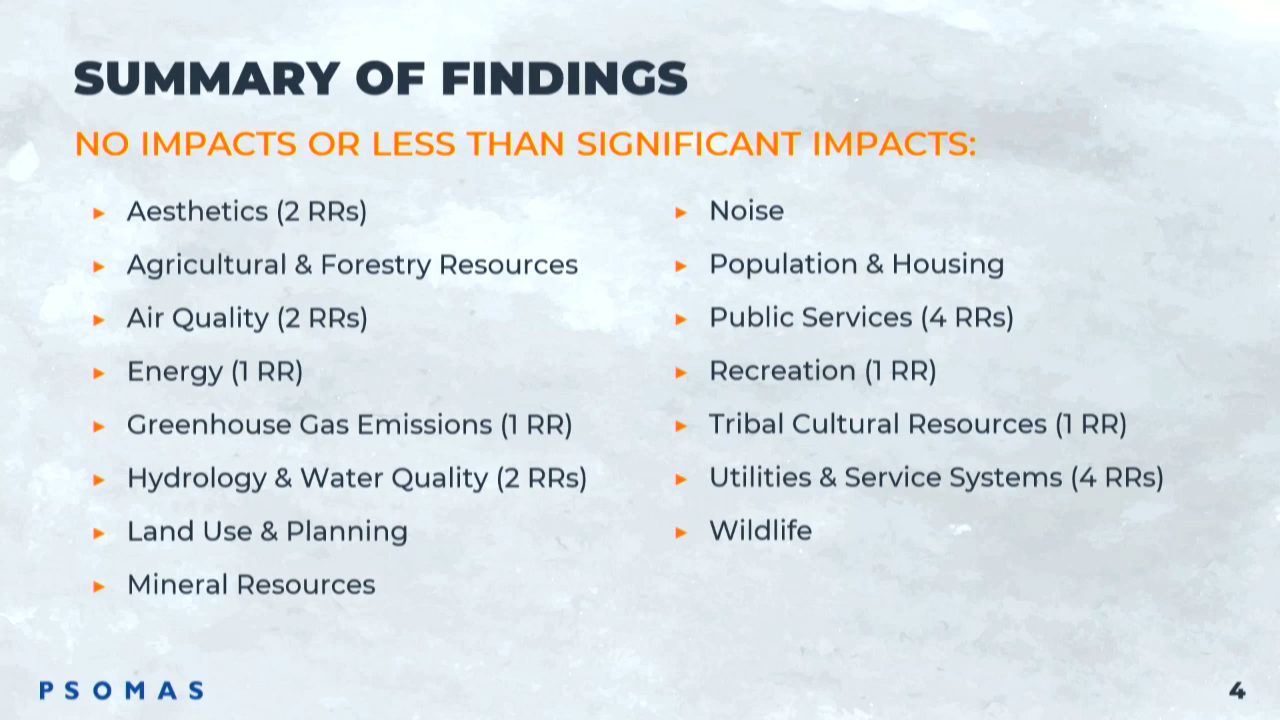 SUMMARY OF FINDINGS
NO IMPACTS OR LESS THAN SIGNIFICANT IMPACTS:
Aesthetics (2 RRs)
Agricultural & Forestry Resources
Air Quality (2 RRs)
Energy (1 RR)
Greenhouse Gas Emissions (1 RR)
Hydrology & Water Quality (2 RRs)
Land Use & Planning
Mineral Resources
Noise
Population & Housing
Public Services (4 RRs)
Recreation (1 RR)
Tribal Cultural Resources (1 RR)
Utilities & Service Systems (4 RRs)
Wildlife
PSOMAS
4